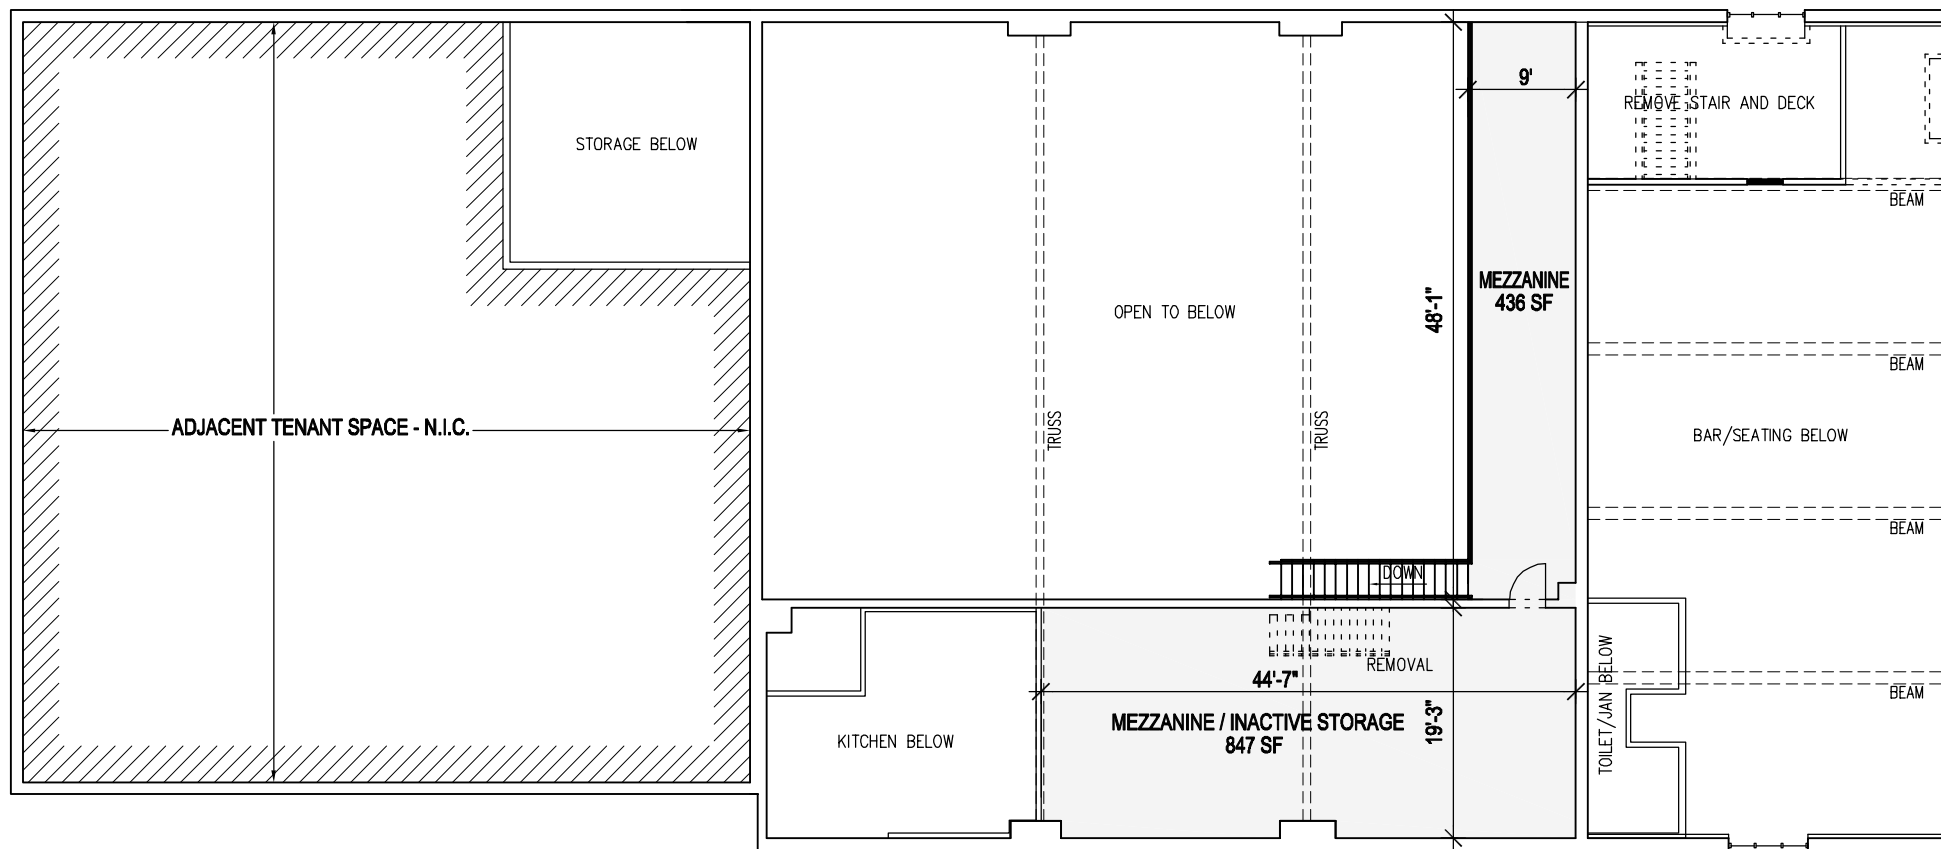 9'
REMOVE STAIR AND DECK
STORAGE BELOW
BEAM
MEZZANINE
436 SF
48'-1"
OPEN TO BELOW
BEAM
TRUSS
TRUSS
ADJACENT TENANT SPACE - N.I.C.
BAR/SEATING BELOW
BEAM
DOWN
REMOVAL
44'-7"
BEAM
TOILET/JAN BELOW
MEZZANINE / INACTIVE STORAGE
847 SF
19'-3"
KITCHEN BELOW